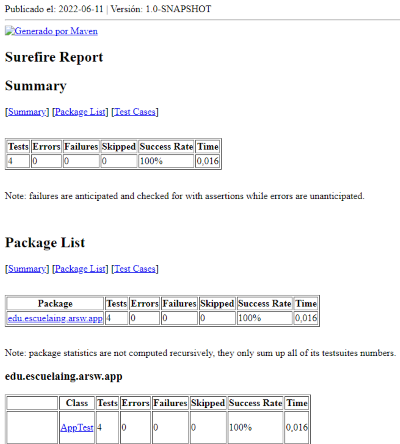 Publicado el: 2022-06-11 | Versión: 1.0-SNAPSHOT
Generado por Maven
Surefire Report
Summary
[Summary] [Package List] [Test Cases]
Tests Errors Failures Skipped Success Rate Time
4 0 0 0 100% 0,016
Note: failures are anticipated and checked for with assertions while errors are unanticipated.
Package List
[Summary] [Package List] [Test Cases]
Package Tests Errors Failures Skipped Success Rate Time
edu.escuelaing.arsw.app 4 0 0 0 100% 0,016
Note: package statistics are not computed recursively, they only sum up all of its testsuites numbers.
edu.escuelaing.arsw.app
Class Tests Errors Failures Skipped Success Rate Time
AppTest 4 0 0 0 100% 0,016